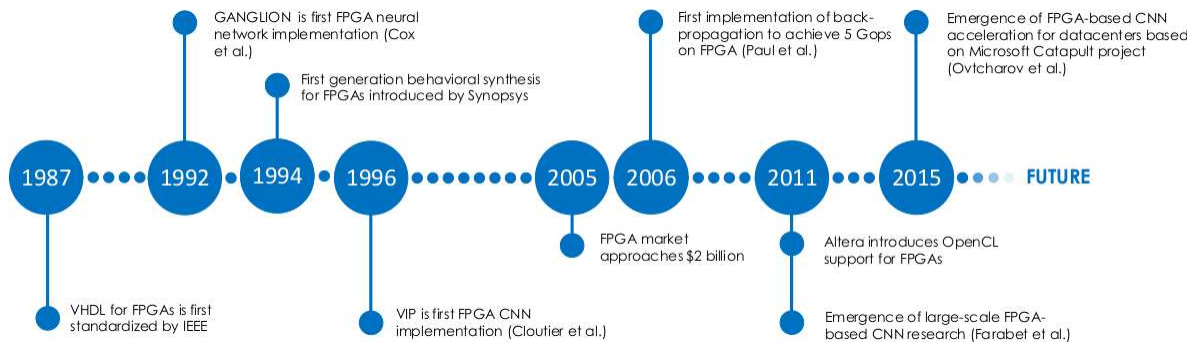 GANGLION is first FPGA neural
network implementation (Cox
et al.)
First generation behavioral synthesis
for FPGAs introduced by Synopsys
First implementation of back-
propagation to achieve 5 Gops
on FPGA (Paul et al.)
Emergence of FPGA-based CNN
acceleration for datacenters based
on Microsoft Catapult project
(Ovtcharov et al.)
1987
1992
1994
1996
2005
2006
2011
2015
FUTURE
VHDL for FPGAs is first
standardized by IEEE
VIP is first FPGA CNN
implementation (Cloutier et al.)
FPGA market
approaches $2 billion
Altera introduces OpenCL
support for FPGAs
Emergence of large-scale FPGA-
based CNN research (Farabet et al.)